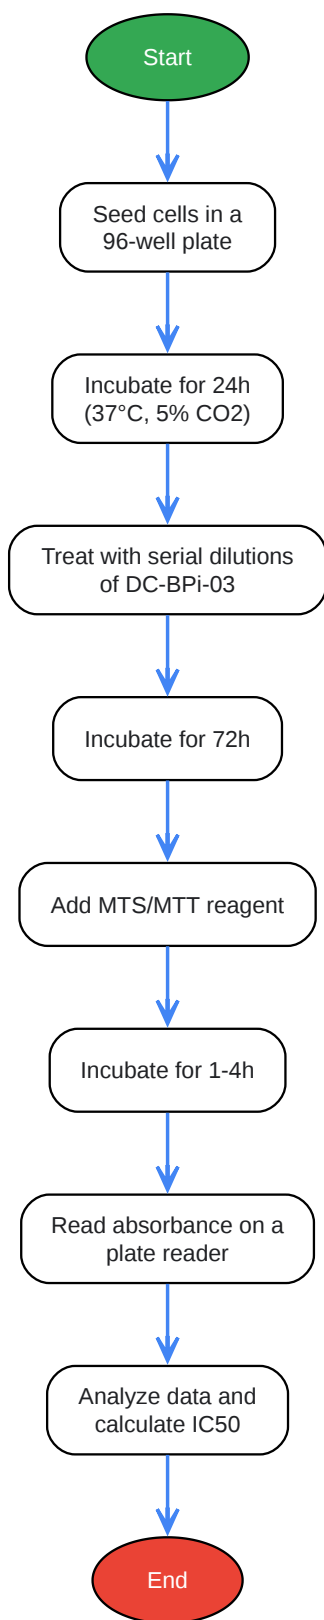 Start
Seed cells in a
96-well plate
Incubate for 24h
(37°C, 5% CO2)
Treat with serial dilutions
of DC-BPi-03
Incubate for 72h
Add MTS/MTT reagent
Incubate for 1-4h
Read absorbance on a
plate reader
Analyze data and
calculate IC50
End